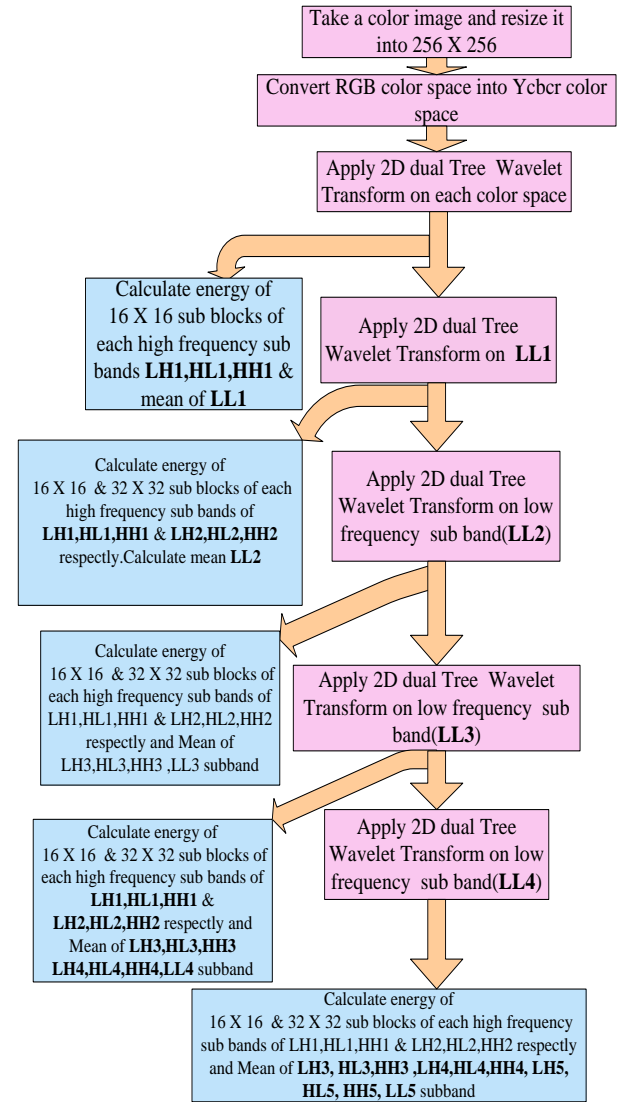 Take a color image and resize it
into 256 X 256
Convert RGB color space into Ycbcr color
space
Apply 2D dual Tree Wavelet
Transform on each color space
Calculate energy of
16 X 16 sub blocks of
each high frequency sub
bands LH1,HL1,HH1 &
mean of LL1
Apply 2D dual Tree
Wavelet Transform on LL1
Calculate energy of
16 X 16 & 32 X 32 sub blocks of each
high frequency sub bands of
LH1,HL1,HH1 & LH2,HL2,HH2
respectly.Calculate mean LL2
Apply 2D dual Tree
Wavelet Transform on low
frequency sub band(LL2)
Calculate energy of
16 X 16 & 32 X 32 sub blocks of
each high frequency sub bands of
LH1,HL1,HH1 & LH2,HL2,HH2
respectly and Mean of
LH3,HL3,HH3 ,LL3 subband
Apply 2D dual Tree Wavelet
Transform on low frequency sub
band(LL3)
Calculate energy of
16 X 16 & 32 X 32 sub blocks of
each high frequency sub bands of
LH1,HL1,HH1 &
LH2,HL2,HH2 respectly and
Mean of LH3,HL3,HH3
LH4,HL4,HH4,LL4 subband
Apply 2D dual Tree
Wavelet Transform on low
frequency sub band(LL4)
Calculate energy of
16 X 16 & 32 X 32 sub blocks of each high frequency
sub bands of LH1,HL1,HH1 & LH2,HL2,HH2 respectly
and Mean of LH3, HL3,HH3 ,LH4,HL4,HH4, LH5,
HL5, HH5, LL5 subband